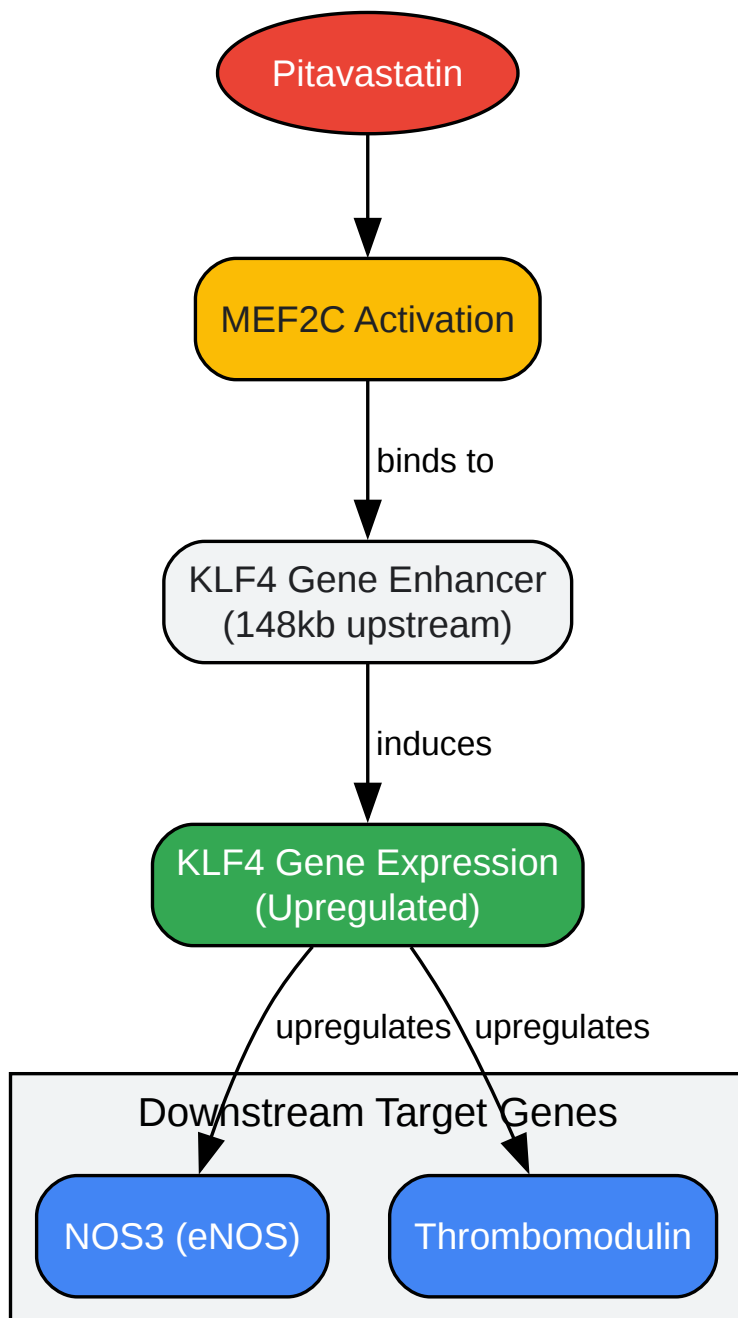 Pitavastatin
MEF2C Activation
binds to
KLF4 Gene Enhancer
(148kb upstream)
induces
KLF4 Gene Expression
(Upregulated)
upregulates
upregulates
Downstream Target Genes
NOS3 (eNOS)
Thrombomodulin